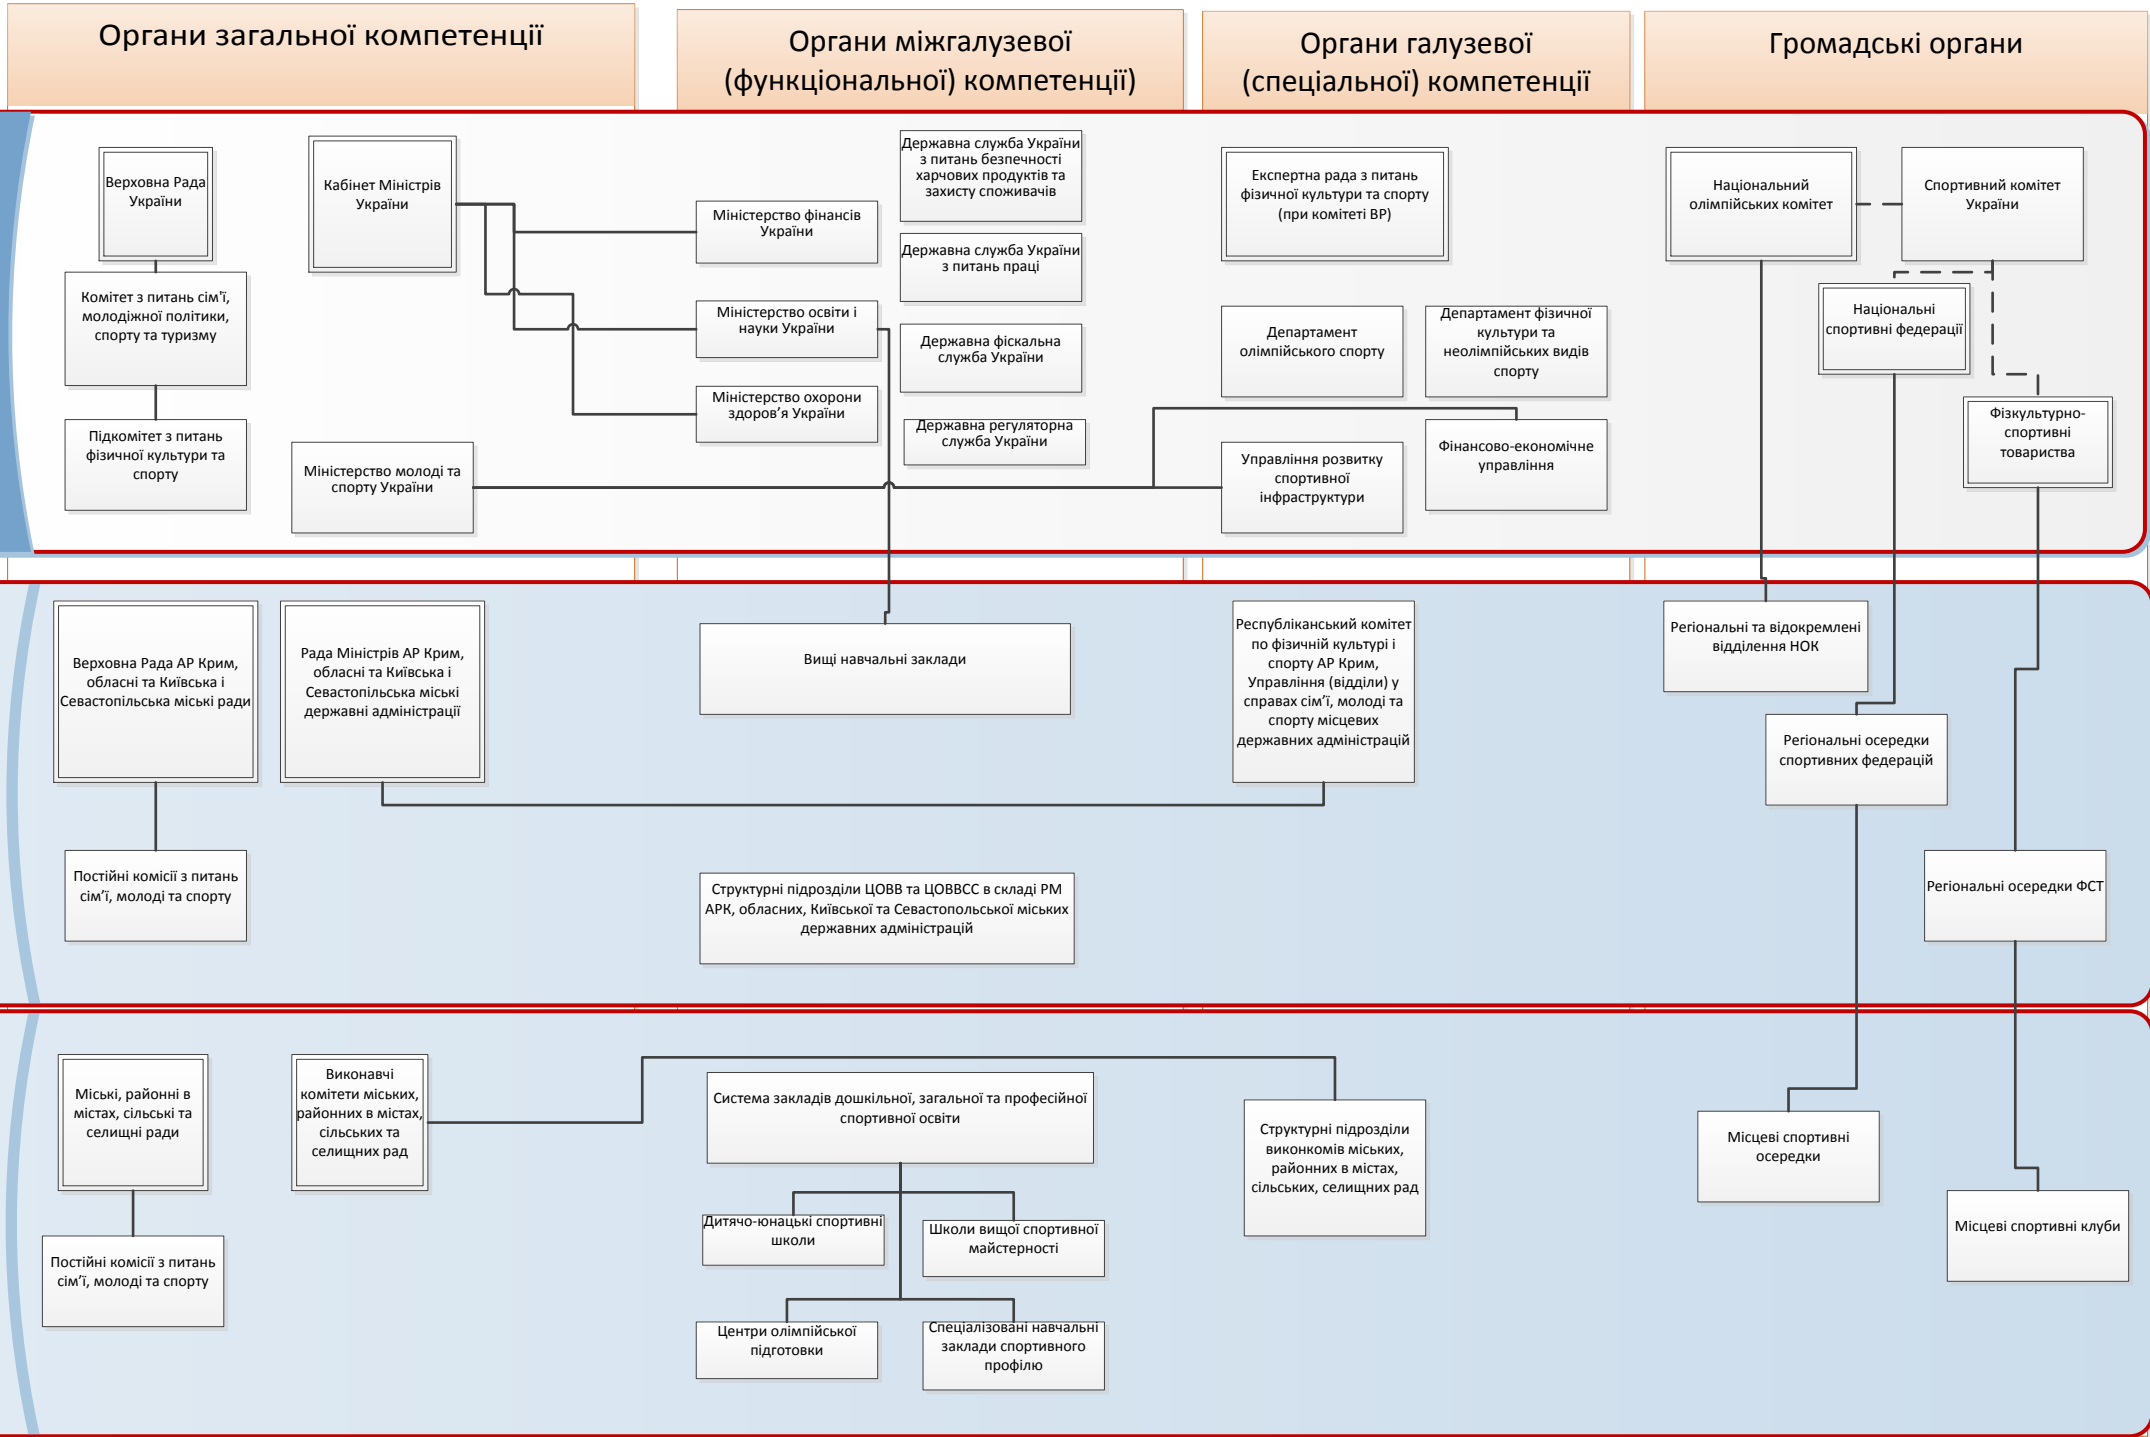 Органи загальної компетенції
Органи міжгалузевої
(функціональної) компетенції)
Органи галузевої
(спеціальної) компетенції
Громадські органи
Верховна Рада
України
Комітет з питань сім'ї,
молодіжної політики,
спорту та туризму
Підкомітет з питань
фізичної культури та
спорту
Кабінет Міністрів
України
Міністерство молоді та
спорту України
Міністерство фінансів
України
Міністерство освіти і
науки України
Міністерство охорони
здоров’я України
Державна служба України
з питань безпечності
харчових продуктів та
захисту споживачів
Державна служба України
з питань праці
Державна фіскальна
служба України
Державна регуляторна
служба України
Експертна рада з питань
фізичної культури та спорту
(при комітеті ВР)
Департамент
олімпійського спорту
Департамент фізичної
культури та
неолімпійських видів
спорту
Управління розвитку
спортивної
інфраструктури
Фінансово-економічне
управління
Національний
олімпійських комітет
Спортивний комітет
України
Національні
спортивні федерації
Фізкультурно-
спортивні
товариства
Верховна Рада АР Крим,
обласні та Київська і
Севастопільська міські ради
Рада Міністрів АР Крим,
обласні та Київська і
Севастопільська міські
державні адміністрації
Вищі навчальні заклади
Республіканський комітет
по фізичній культурі і
спорту АР Крим,
Управління (відділи) у
справах сім’ї, молоді та
спорту місцевих
державних адміністрацій
Регіональні та відокремлені
відділення НОК
Регіональні осередки
спортивних федерацій
Постійні комісії з питань
сім’ї, молоді та спорту
Структурні підрозділи ЦОВВ та ЦОВВСС в складі РМ
АРК, обласних, Київської та Севастопольської міських
державних адміністрацій
Регіональні осередки ФСТ
Міські, районні в
містах, сільські та
селищні ради
Постійні комісії з питань
сім’ї, молоді та спорту
Виконавчі
комітети міських,
районних в містах,
сільських та
селищних рад
Система закладів дошкільної, загальної та професійної
спортивної освіти
Дитячо-юнацькі спортивні
школи
Школи вищої спортивної
майстерності
Центри олімпійської
підготовки
Спеціалізовані навчальні
заклади спортивного
профілю
Структурні підрозділи
виконкомів міських,
районних в містах,
сільських, селищних рад
Місцеві спортивні
осередки
Місцеві спортивні клуби